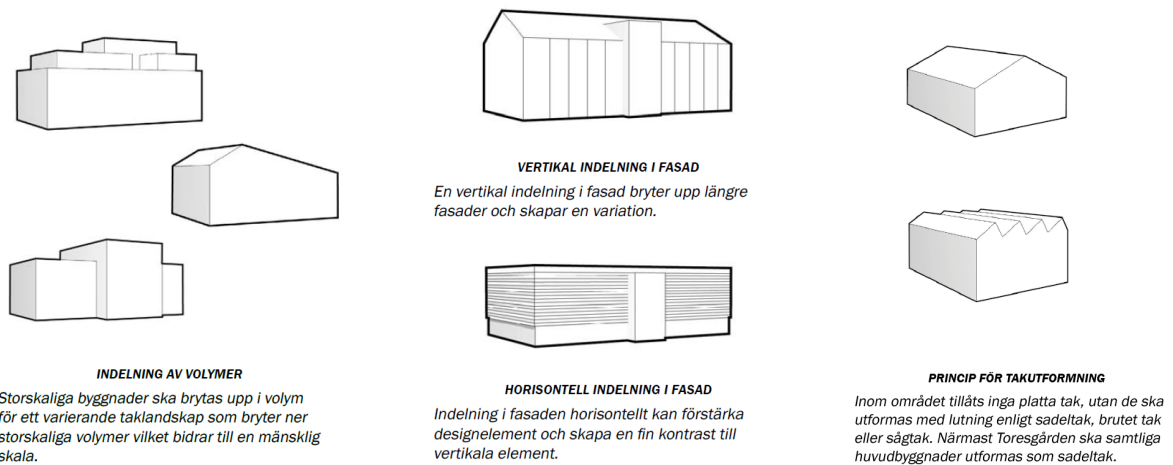 INDELNING AV VOLYMER
Storskaliga byggnader ska brytas upp i volym
för ett varierande taklandskap som bryter ner
storskaliga volymer vilket bidrar till en mänsklig
skala.
VERTIKAL INDELNING I FASAD
En vertikal indelning i fasad bryter upp längre
fasader och skapar en variation.
HORISONTELL INDELNING I FASAD
Indelning i fasaden horisontellt kan förstärka
designelement och skapa en fin kontrast till
vertikala element.
PRINCIP FÖR TAKUTFORMNING
Inom området tillåts inga platta tak, utan de ska
utformas med lutning enligt sadeltak, brutet tak
eller sågtak. Närmast Toresgården ska samtliga
huvudbyggnader utformas som sadeltak.